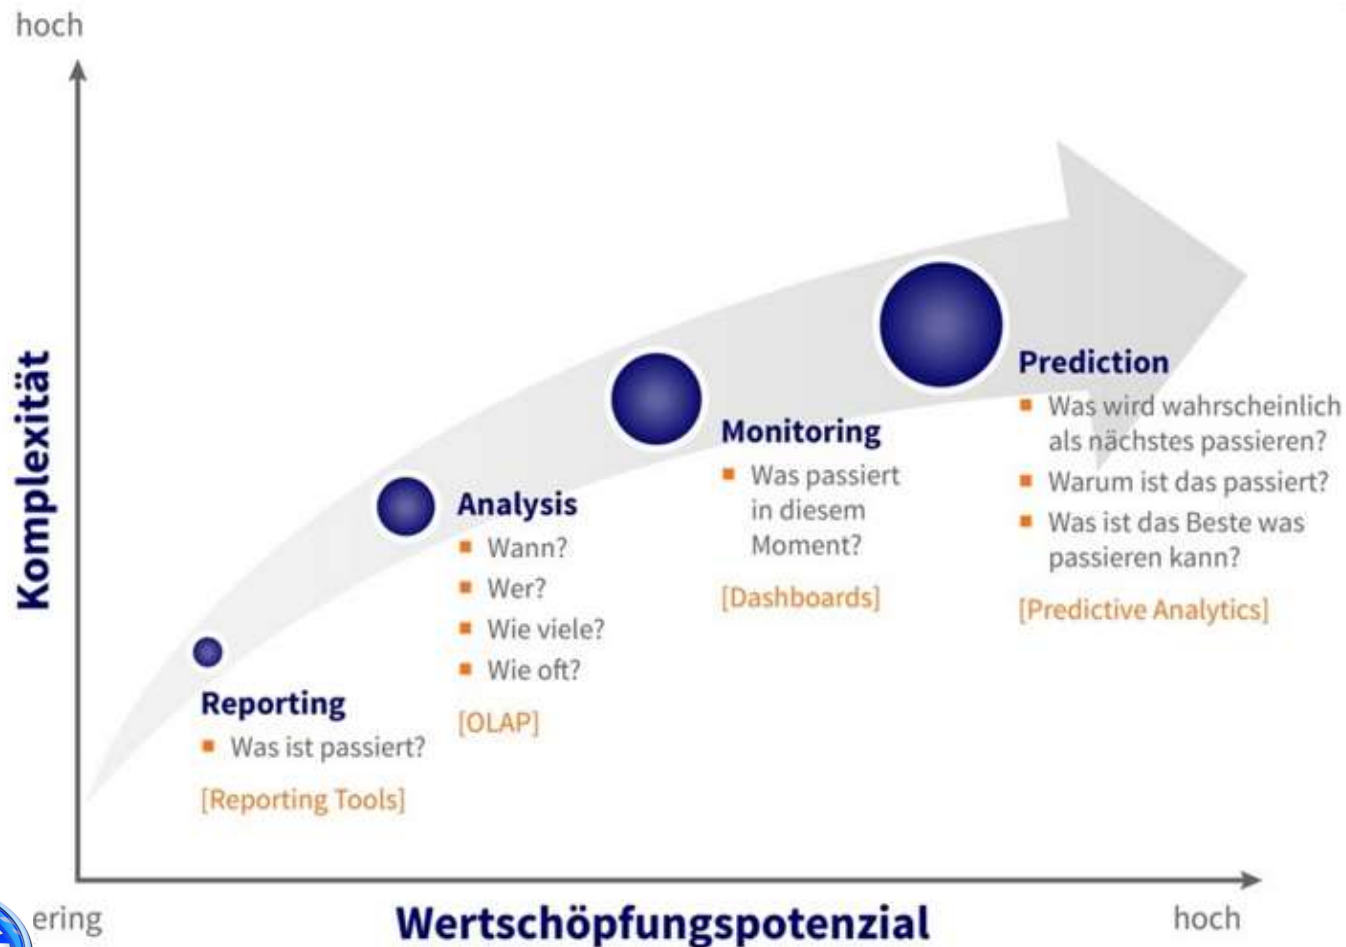 hoch
Komplexität
Reporting
Was ist passiert?
[Reporting Tools]
Analysis
Wann?
Wer?
Wie viele?
Wie oft?
[OLAP]
Monitoring
Was passiert
in diesem
Moment?
[Dashboards]
Prediction
Was wird wahrscheinlich
als nächstes passieren?
Warum ist das passiert?
Was ist das Beste was
passieren kann?
[Predictive Analytics]
ering
Wertschöpfungspotenzial
hoch